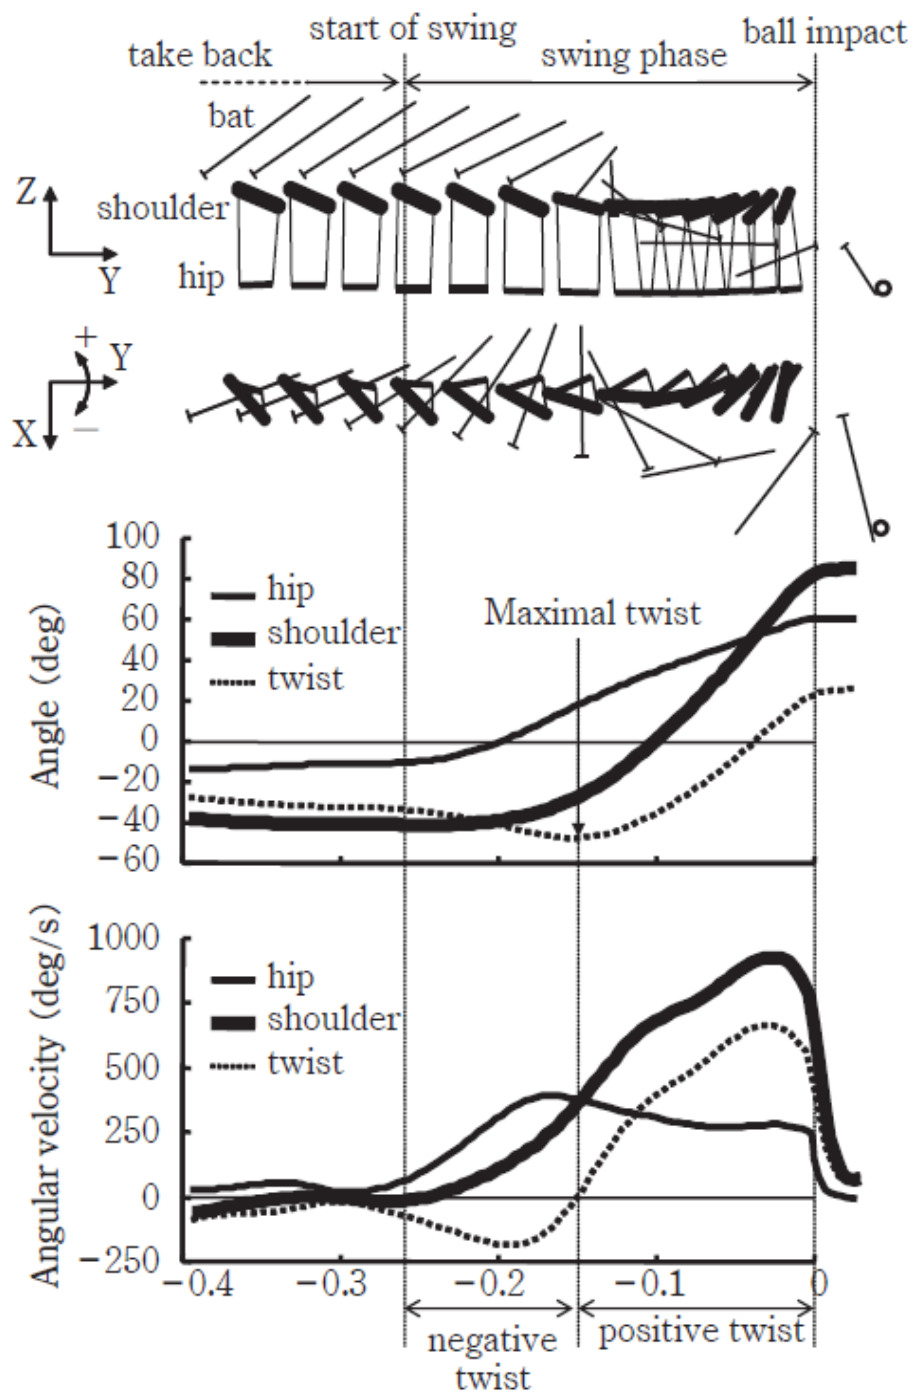 start of swing
ball impact
take back
swing phase
bat
Z
shoulder
Y
hip
+
Y
X
−
100
80
60
40
20
0
−20
−40
−60
Angle (deg)
hip
shoulder
twist
Maximal twist
1000
750
500
250
0
−250
Angular velocity (deg/s)
hip
shoulder
twist
−0.4 −0.3 −0.2 −0.1 0
negative
twist
positive twist